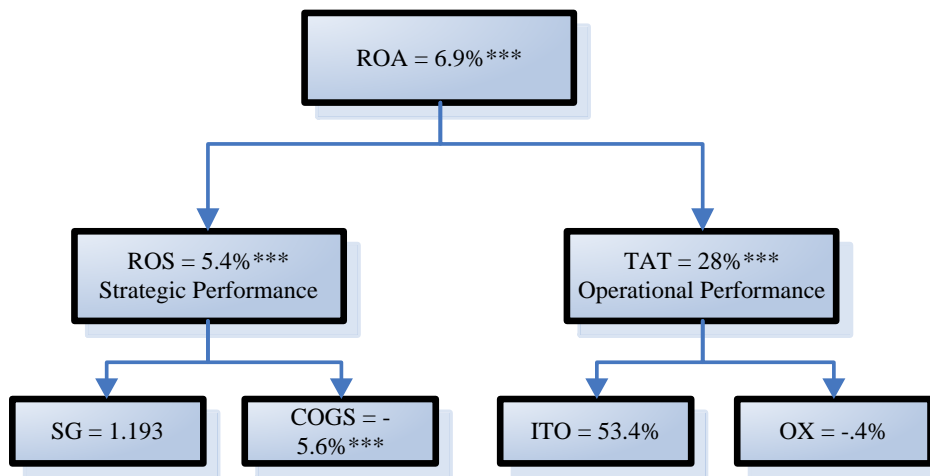 ROA = 6.9%***
ROS = 5.4%***
Strategic Performance
TAT = 28%***
Operational Performance
SG = 1.193
COGS = -
5.6%***
ITO = 53.4%
OX = -.4%